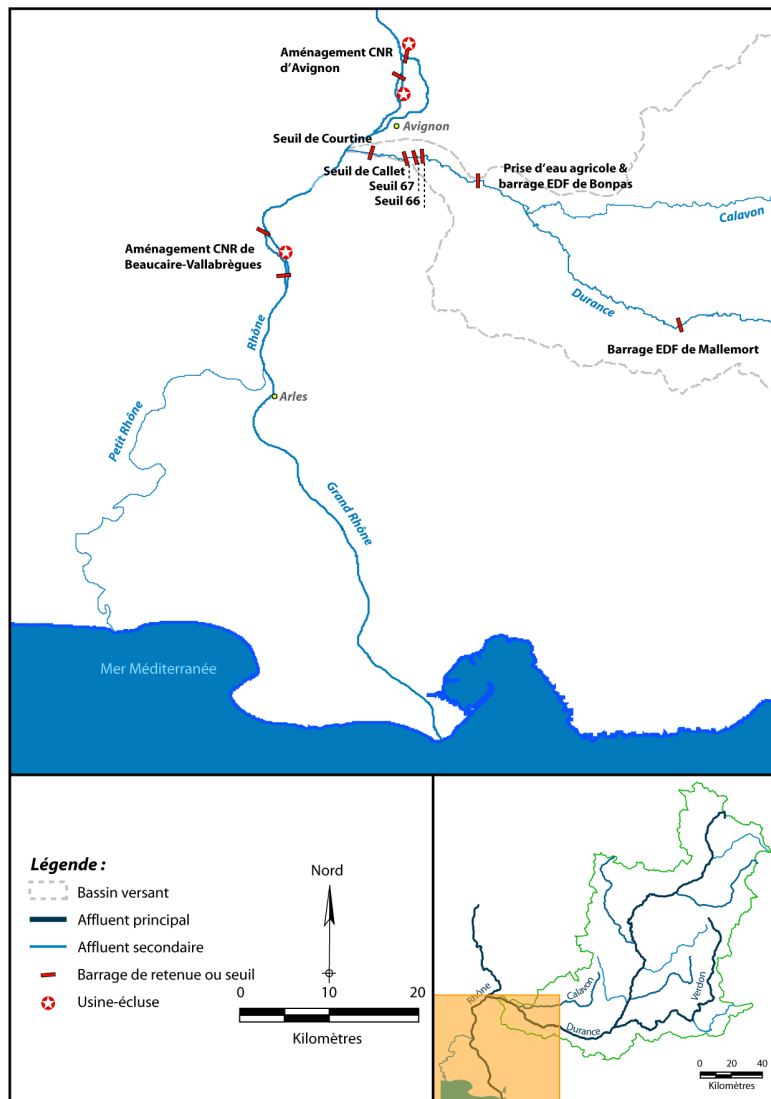 Aménagement CNR
d’Avignon
Avignon
Seuil de Courtine
Seuil de Callet
Seuil 67
Seuil 66
Prise d’eau agricole &
barrage EDF de Bonpas
Calavon
Aménagement CNR de
Beaucaire-Vallabrègues
Durance
Rhône
Barrage EDF de Mallemort
Arles
Petit Rhône
Grand Rhône
Mer Méditerranée
Légende :
Bassin versant
Affluent principal
Affluent secondaire
Barrage de retenue ou seuil
Usine-écluse
Nord
0 10 20
Kilomètres
Rhône
Calavon
Durance
Verdon
0 20 40
Kilomètres